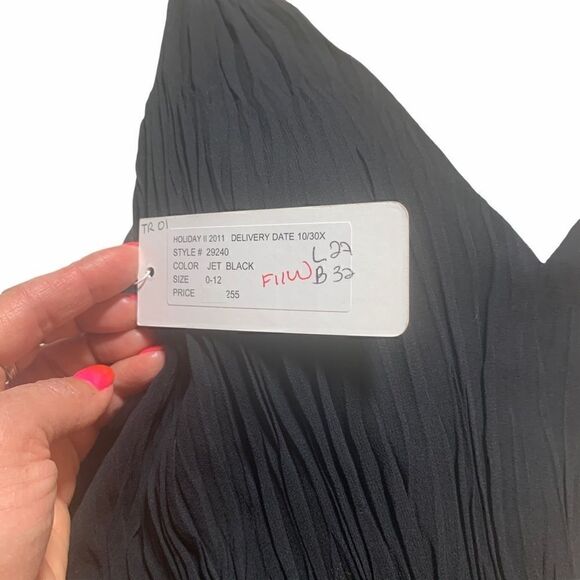 TR 01
HOLIDAY II 2011 DELIVERY DATE 10/30X
STYLE # 29240
COLOR JET BLACK
SIZE 0-12
PRICE 255
F11W
L 27
B 32